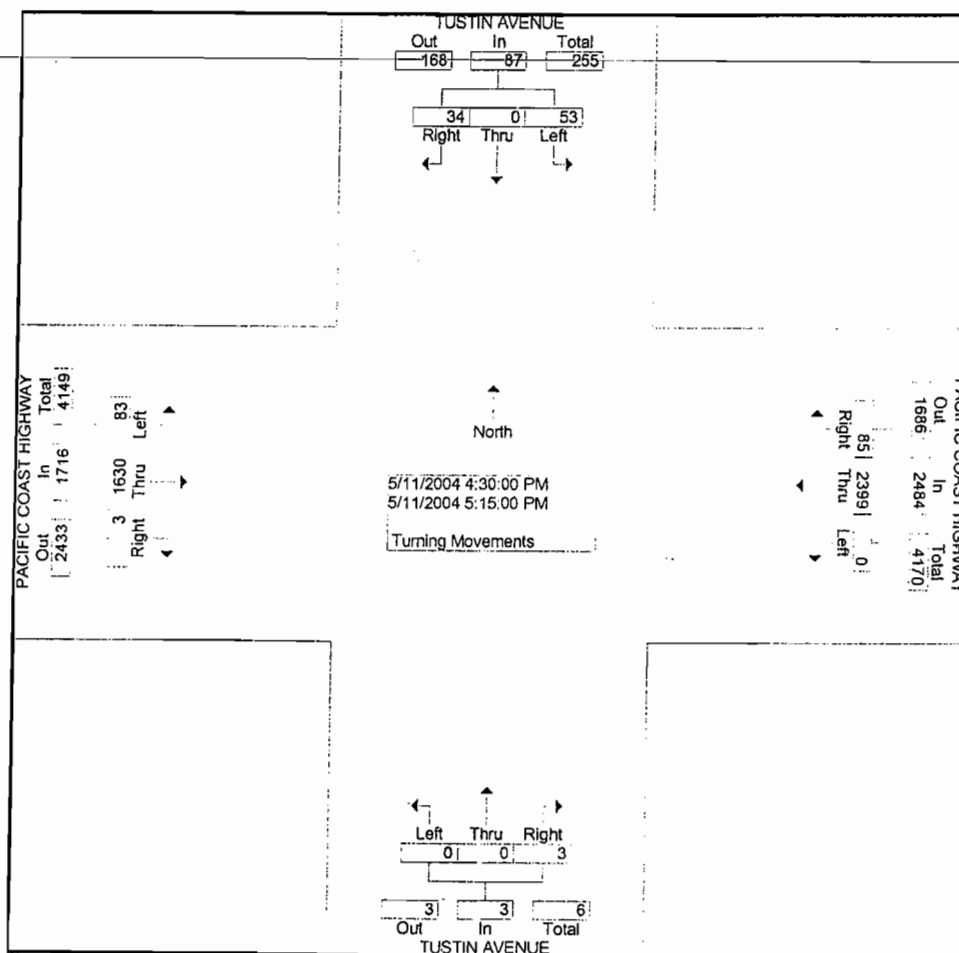 TUSTIN AVENUE
Out In Total
168 87 255
34 0 53
Right Thru Left
PACIFIC COAST HIGHWAY
Out In Total
2433 1716 4149
83 1630 3
Left Thru Right
North
5/11/2004 4:30:00 PM
5/11/2004 5:15:00 PM
Turning Movements
Right Thru Left
85 2399 0
Out In Total
1686 2484 4170
PACIFIC COAST HIGHWAY
Left Thru Right
0 0 3
3 3 6
Out In Total
TUSTIN AVENUE